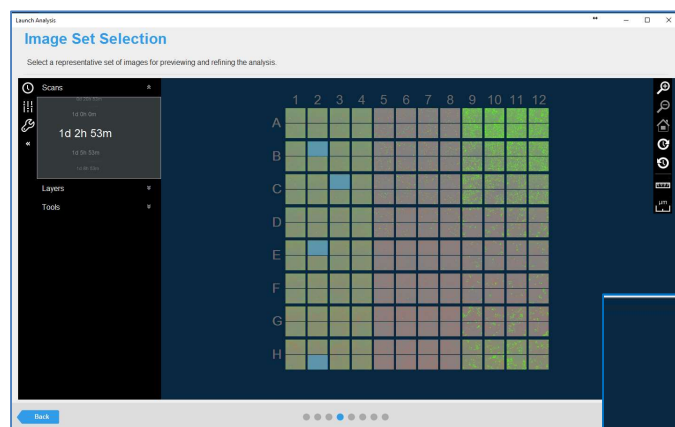 Launch Analysis
Image Set Selection
Select a representative set of images for previewing and refining the analysis.
Scans
1d 0h 0m
1d 2h 53m
1d 5h 53m
Layers
Tools
1 2 3 4 5 6 7 8 9 10 11 12
A
B
C
D
E
F
G
H
µm
Back